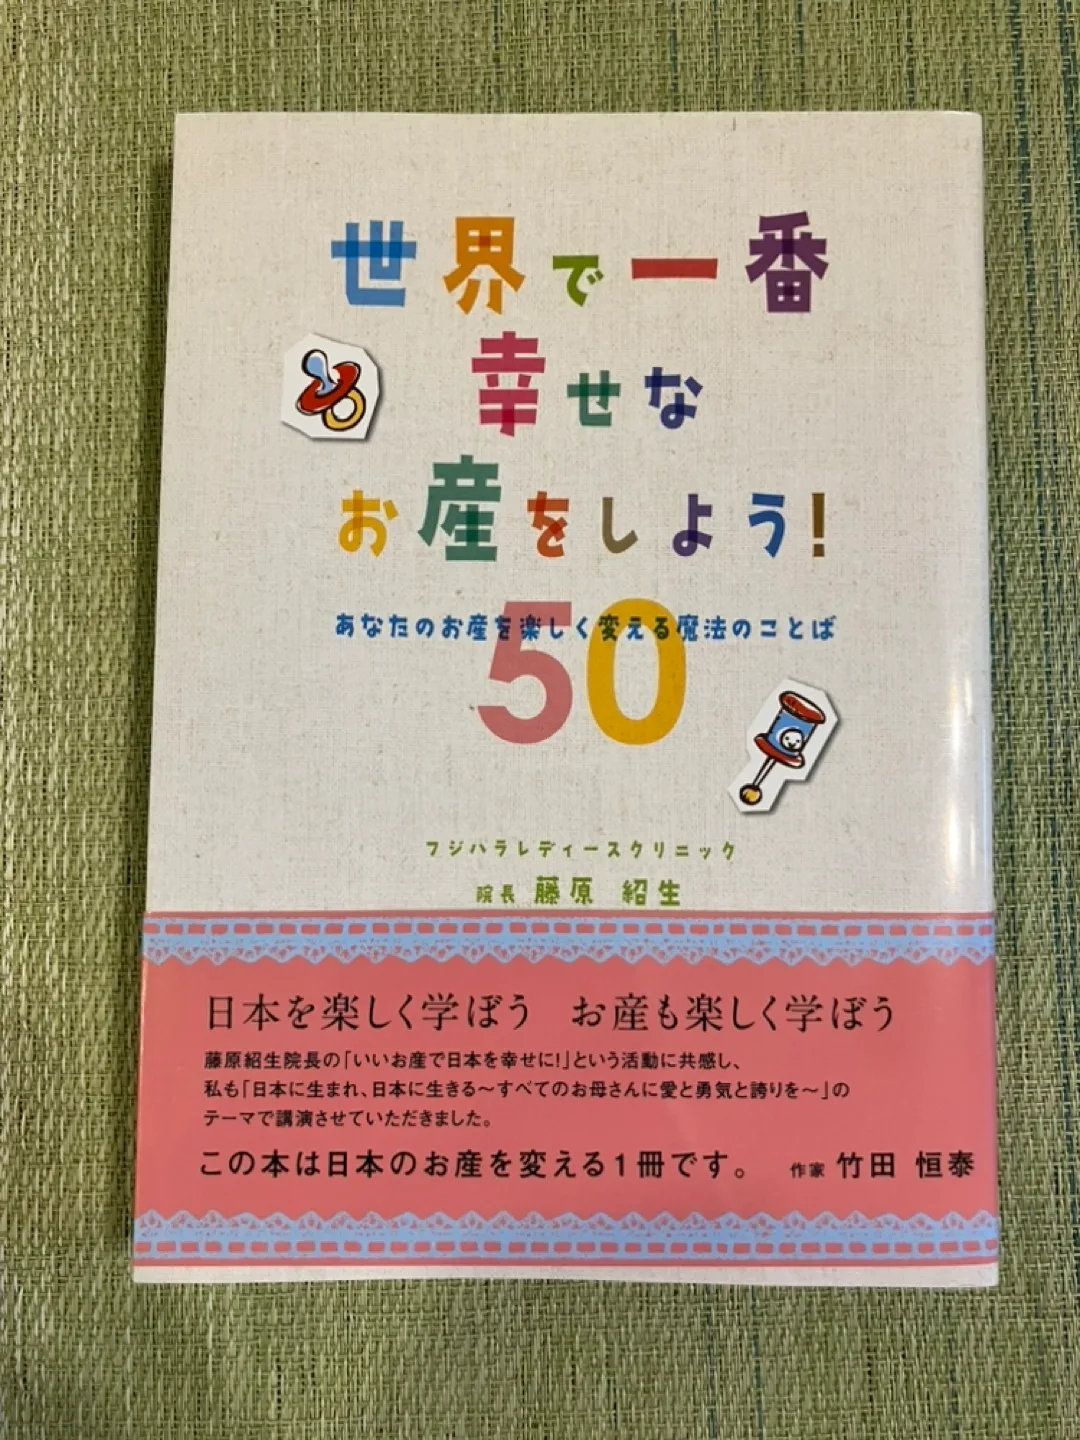 世界で一番
幸せな
お産をしよう!
あなたのお産を楽しく変える魔法のことば
50
フジハラレディースクリニック
院長 藤原 紹生
日本を楽しく学ぼう お産も楽しく学ぼう
藤原紹生院長の「いいお産で日本を幸せに!」という活動に共感し、
私も「日本に生まれ、日本に生きる〜すべてのお母さんに愛と勇気と誇りを〜」の
テーマで講演させていただきました。
この本は日本のお産を変える1冊です。 作家 竹田 恒泰